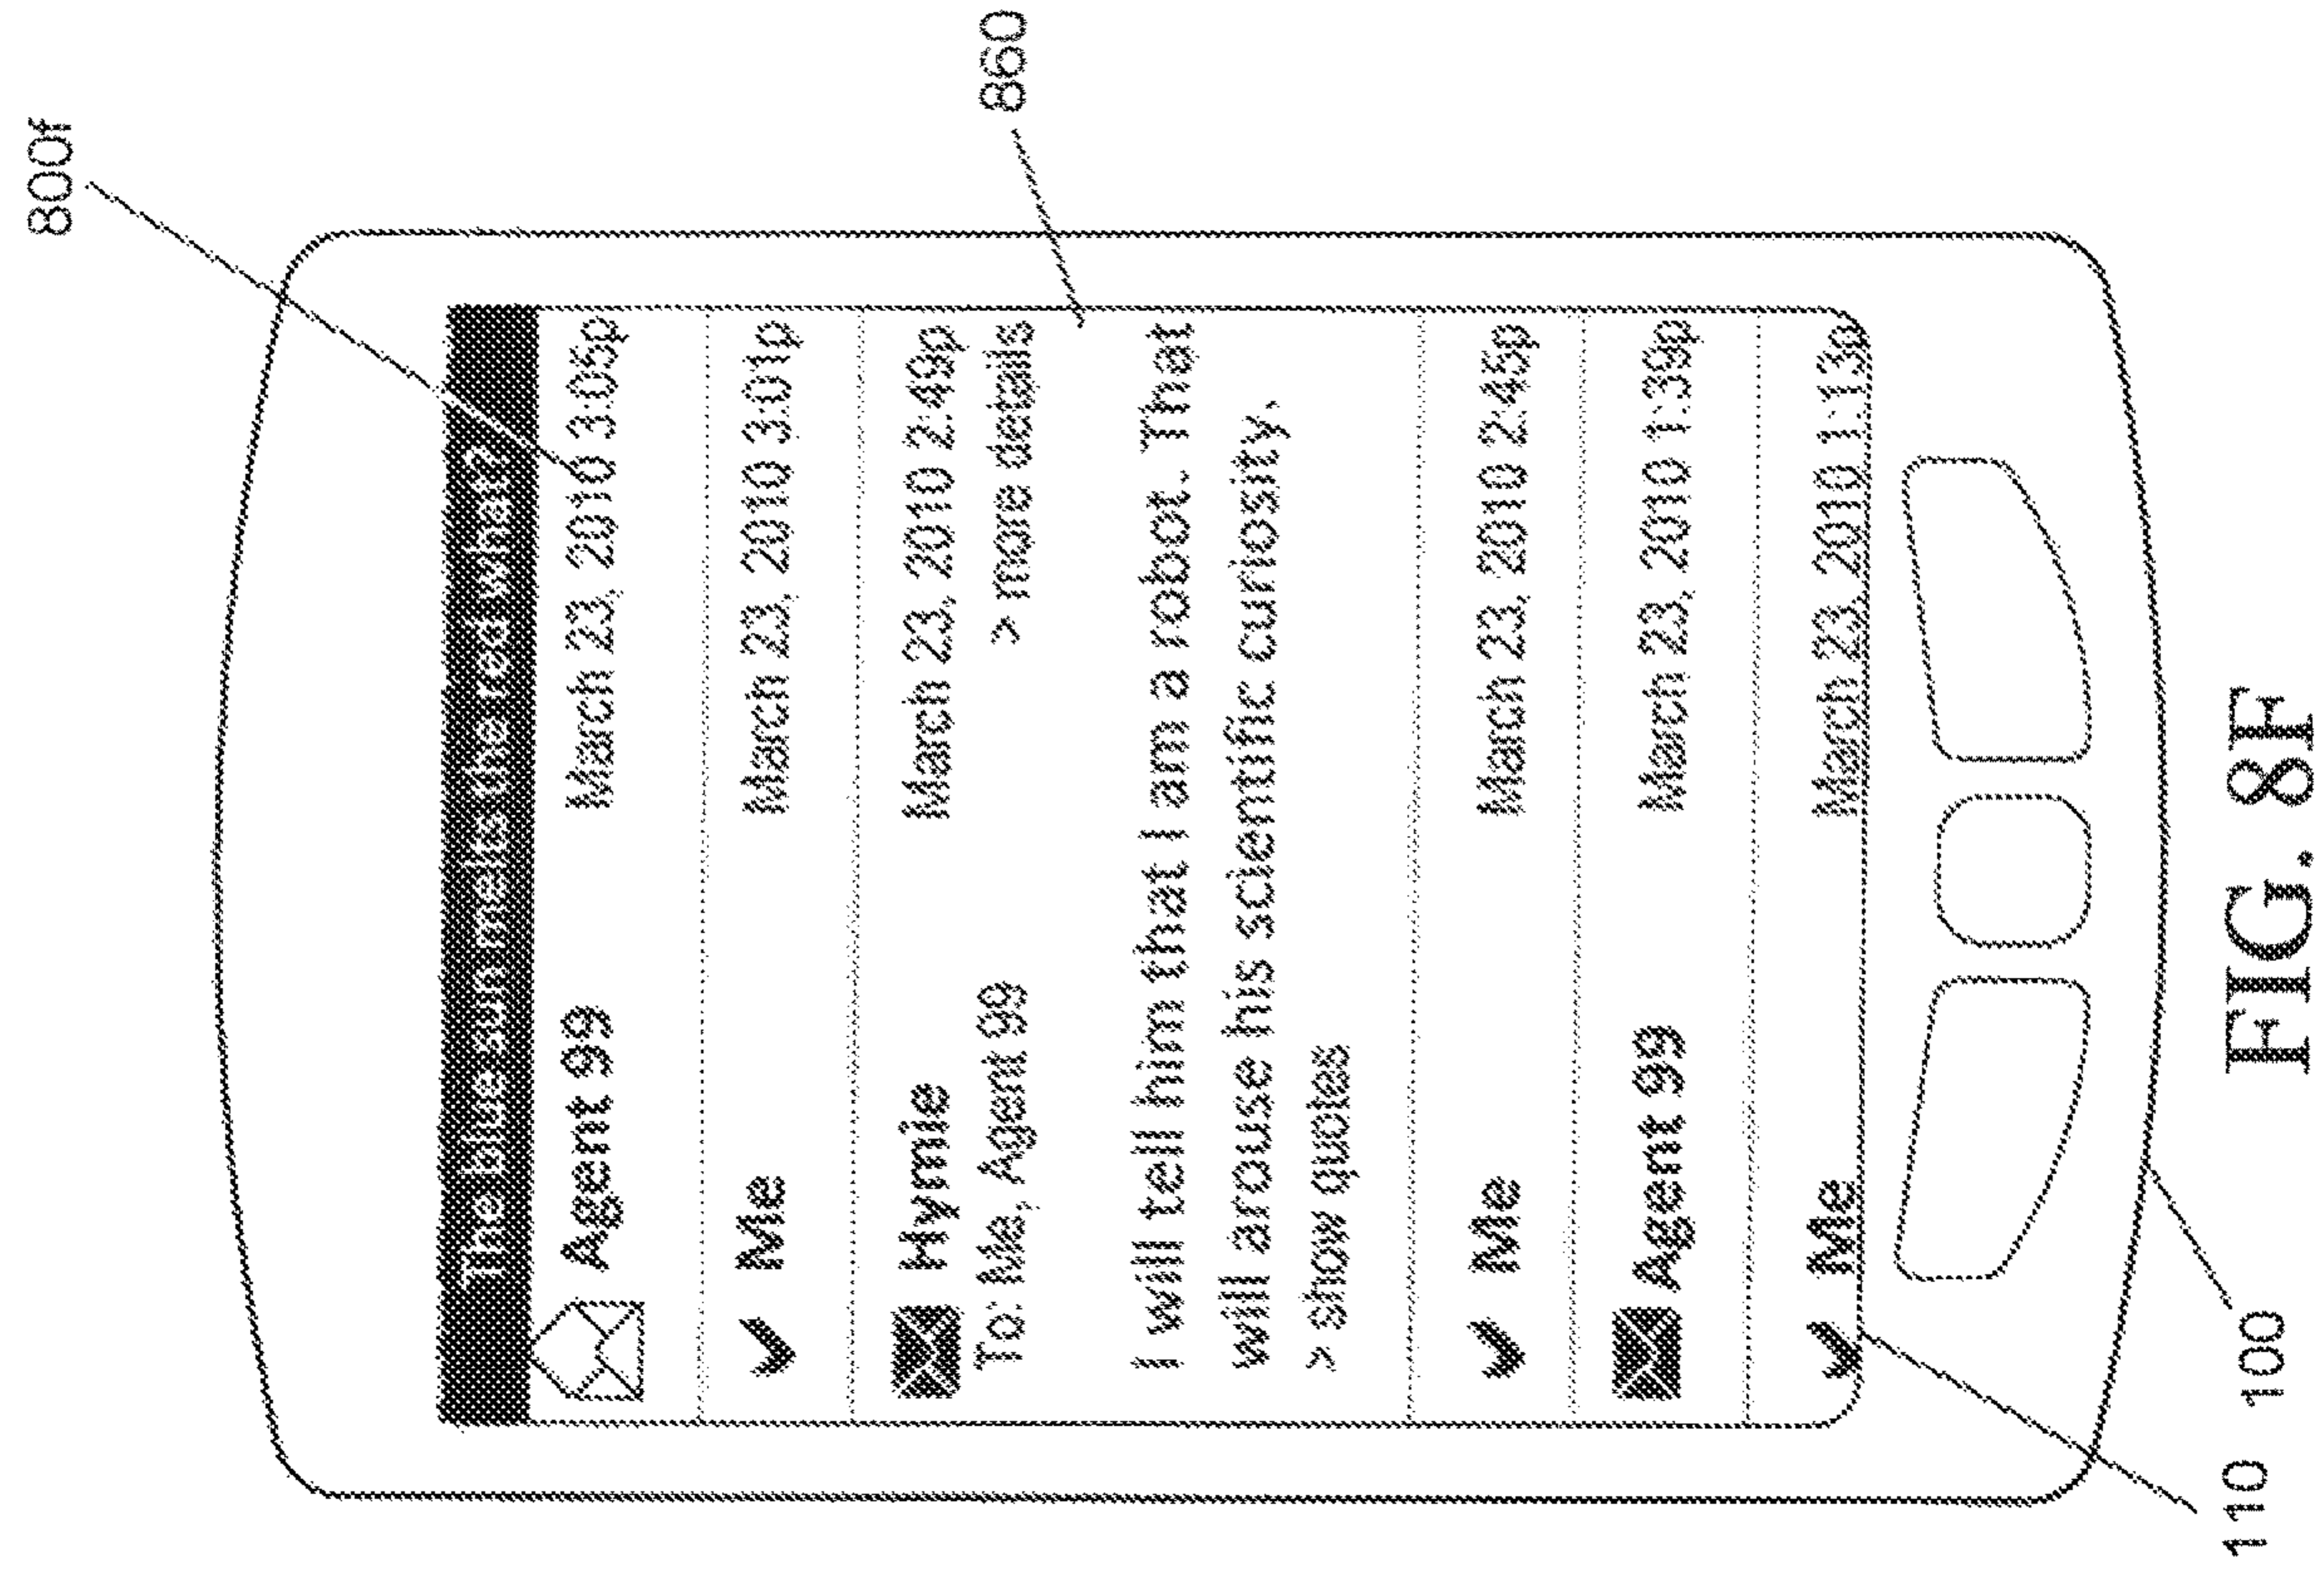 800f
The blue sun melts the red what?
Agent 99 March 23, 2010 3:05p
Me March 23, 2010 3:01p
Hymie March 23, 2010 2:49p
To: Me, Agent 99 > more details
860
I will tell him that I am a robot. That
will arouse his scientific curiosity.
> show quotes
Me March 23, 2010 2:45p
Agent 99 March 23, 2010 1:39p
Me March 23, 2010 1:13p
110 100
FIG. 8F